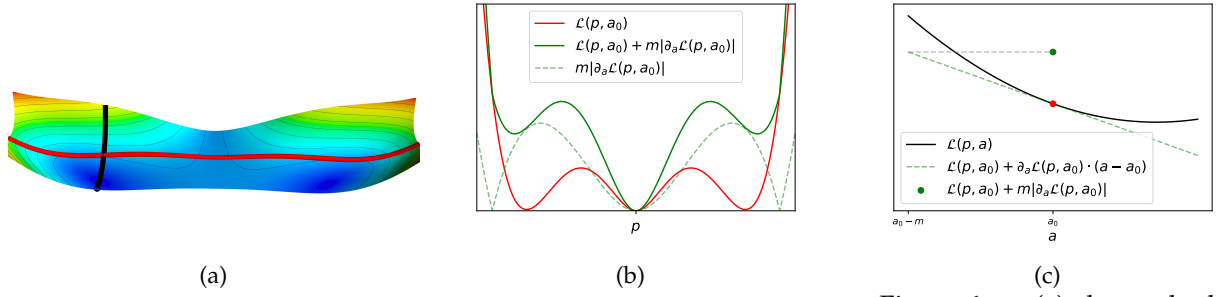 ℒ(p, a₀)
ℒ(p, a₀) + m|∂ₐℒ(p, a₀)|
m|∂ₐℒ(p, a₀)|
p
ℒ(p, a)
ℒ(p, a₀) + ∂ₐℒ(p, a₀) · (a − a₀)
ℒ(p, a₀) + m|∂ₐℒ(p, a₀)|
a₀ − m
a₀
a
(a)
(b)
(c)